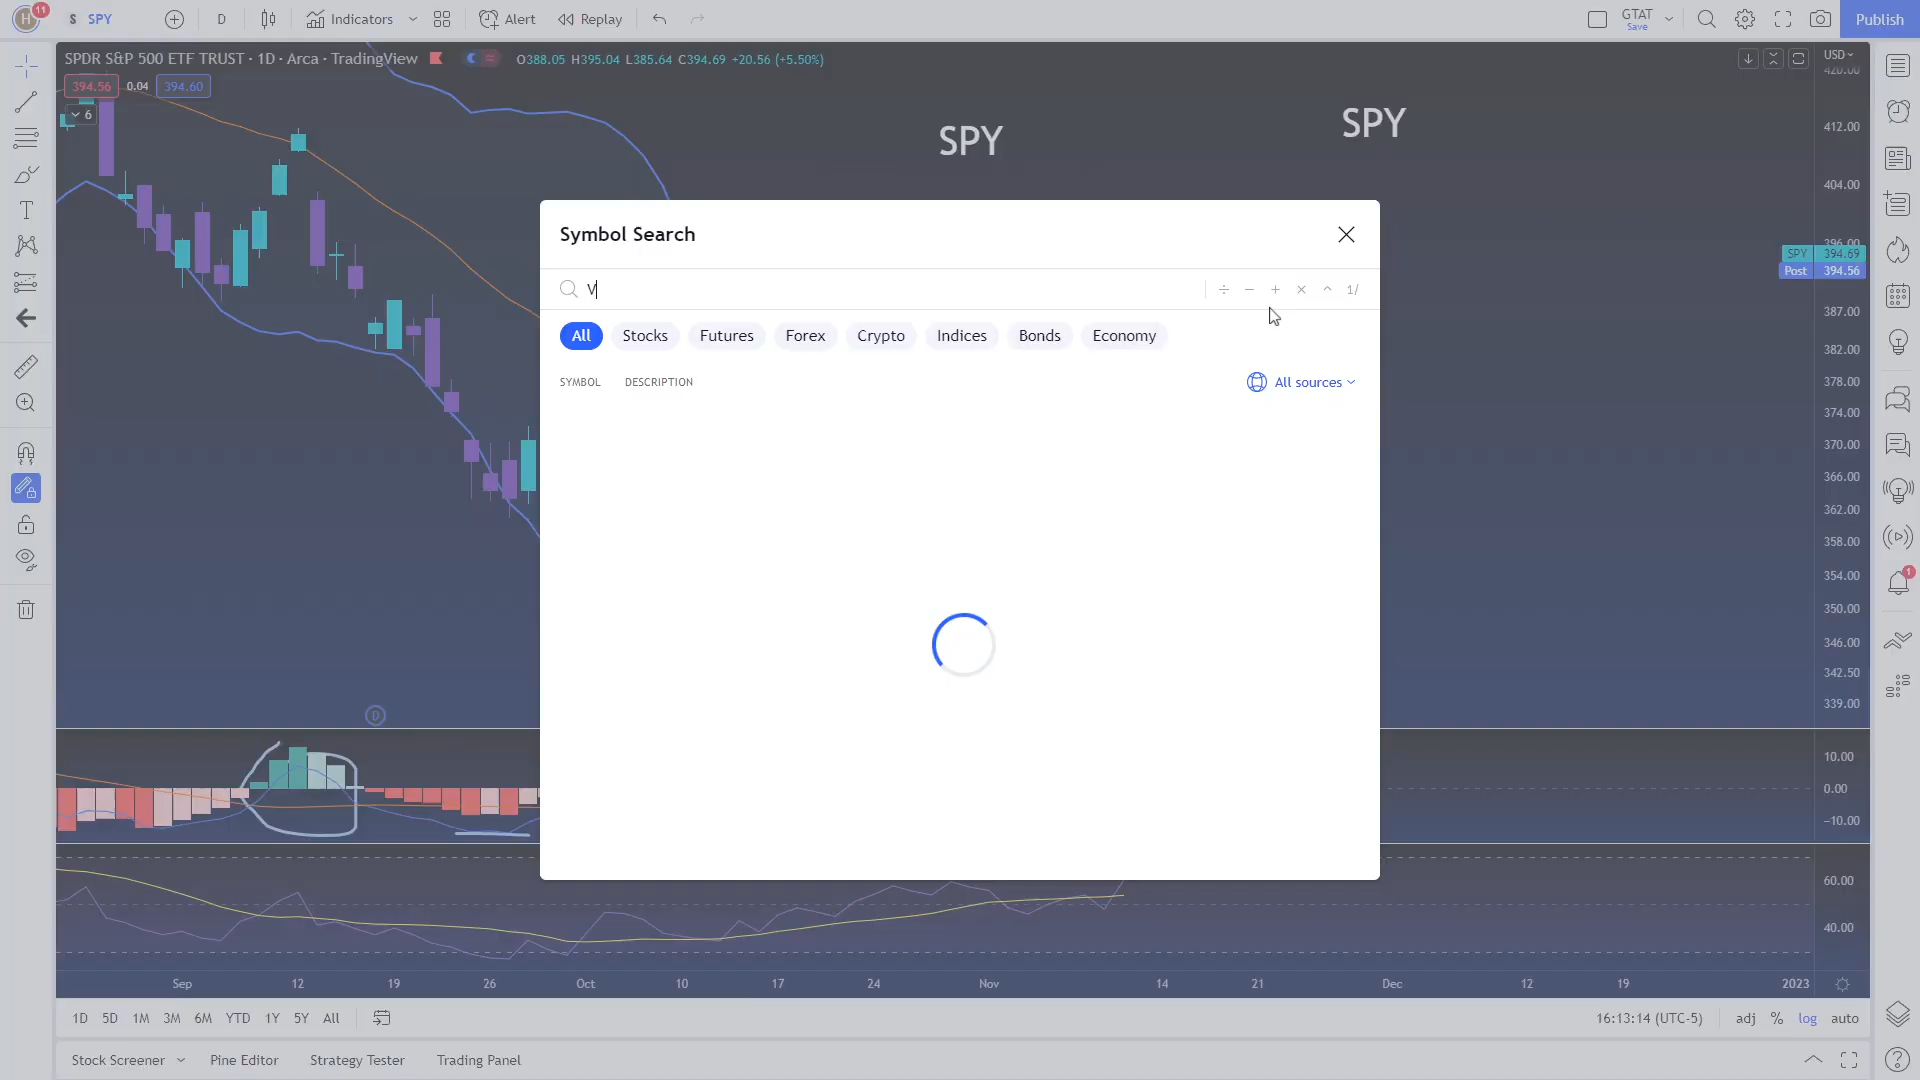 H
11
S SPY
D
Indicators
Alert
Replay
GTAT
Save
Publish
SPDR S&P 500 ETF TRUST · 1D · Arca · TradingView
O388.05 H395.04 L385.64 C394.69 +20.56 (+5.50%)
394.56 0.04 394.60
6
SPY
SPY
USD
420.00
412.00
404.00
396.00
SPY 394.69
Post 394.56
387.00
382.00
378.00
374.00
370.00
366.00
362.00
358.00
354.00
350.00
346.00
342.50
339.00
Symbol Search
V
÷ − + × ^ 1/
All Stocks Futures Forex Crypto Indices Bonds Economy
SYMBOL DESCRIPTION All sources
D
10.00
0.00
−10.00
60.00
40.00
Sep 12 19 26 Oct 10 17 24 Nov 14 21 Dec 12 19 2023
1D 5D 1M 3M 6M YTD 1Y 5Y All
16:13:14 (UTC-5) adj % log auto
Stock Screener Pine Editor Strategy Tester Trading Panel
1